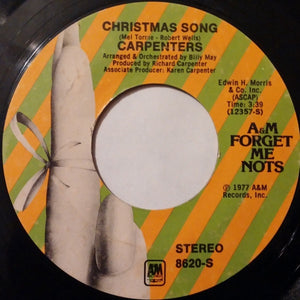 CHRISTMAS SONG
(Mel Torme - Robert Wells)
CARPENTERS
Arranged & Orchestrated by Billy May
Produced by Richard Carpenter
Associate Producer: Karen Carpenter
Edwin H. Morris
& Co. Inc.
(ASCAP)
Time: 3:39
(12357-S)
A&M
FORGET
ME
NOTS
℗ 1977 A&M
Records, Inc.
STEREO
8620-S
A&M